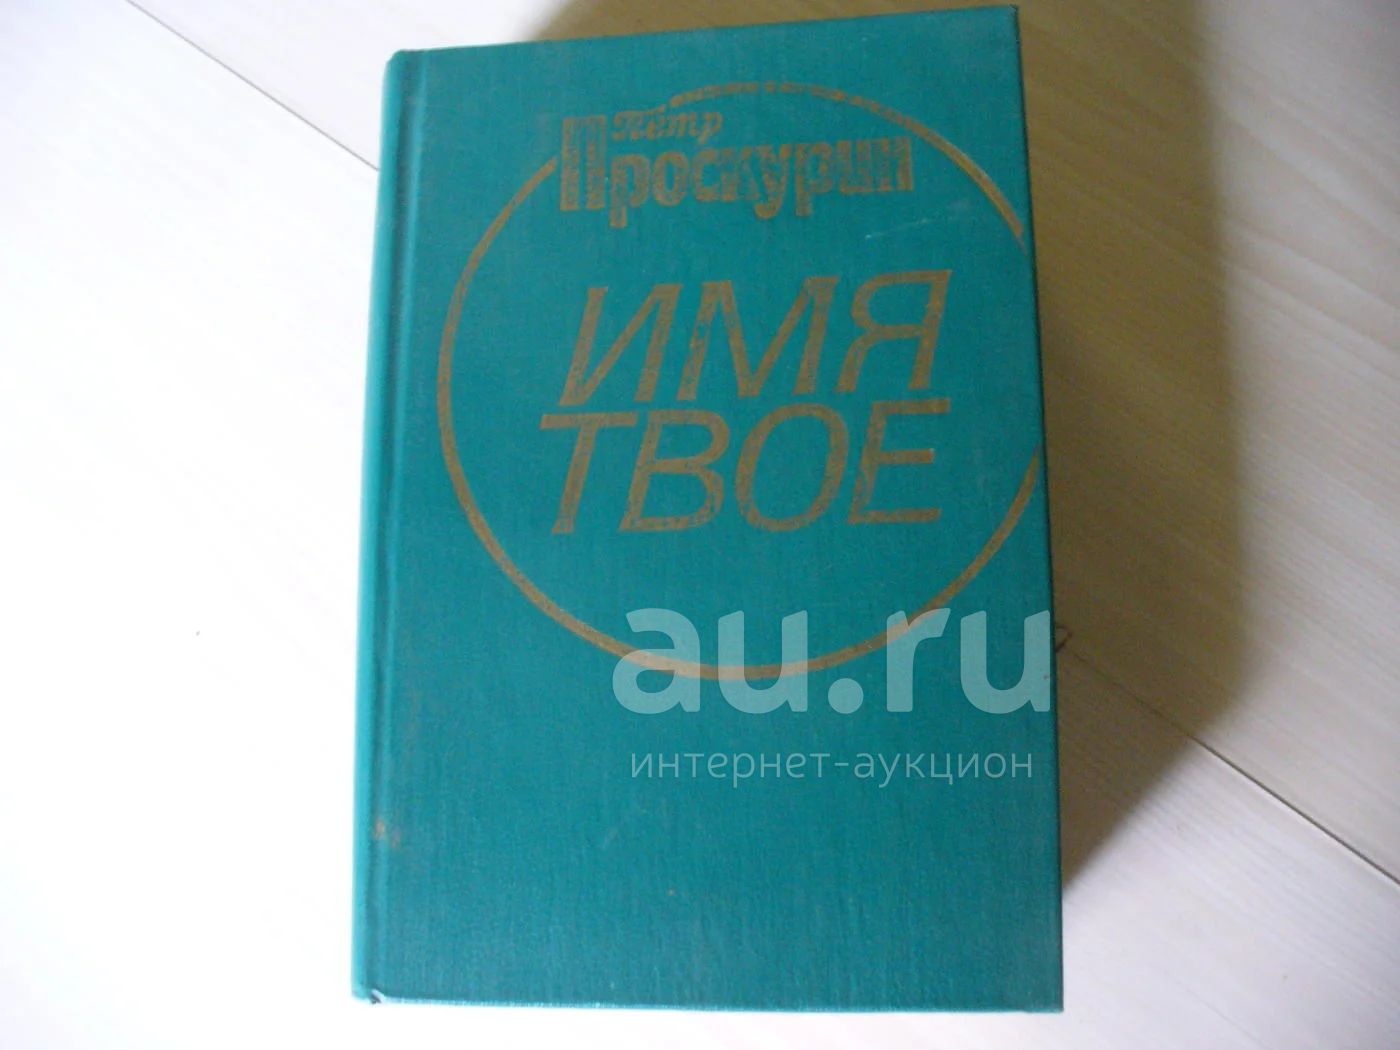 Пётр
Проскурин
ИМЯ
ТВОЕ
au.ru
интернет-аукцион